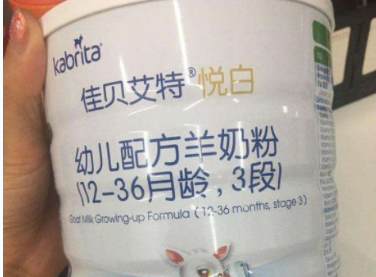 kabrita
佳贝艾特®悦白
幼儿配方羊奶粉
(12-36月龄，3段)
Goat Milk Growing-up Formula (12-36 months, stage 3)